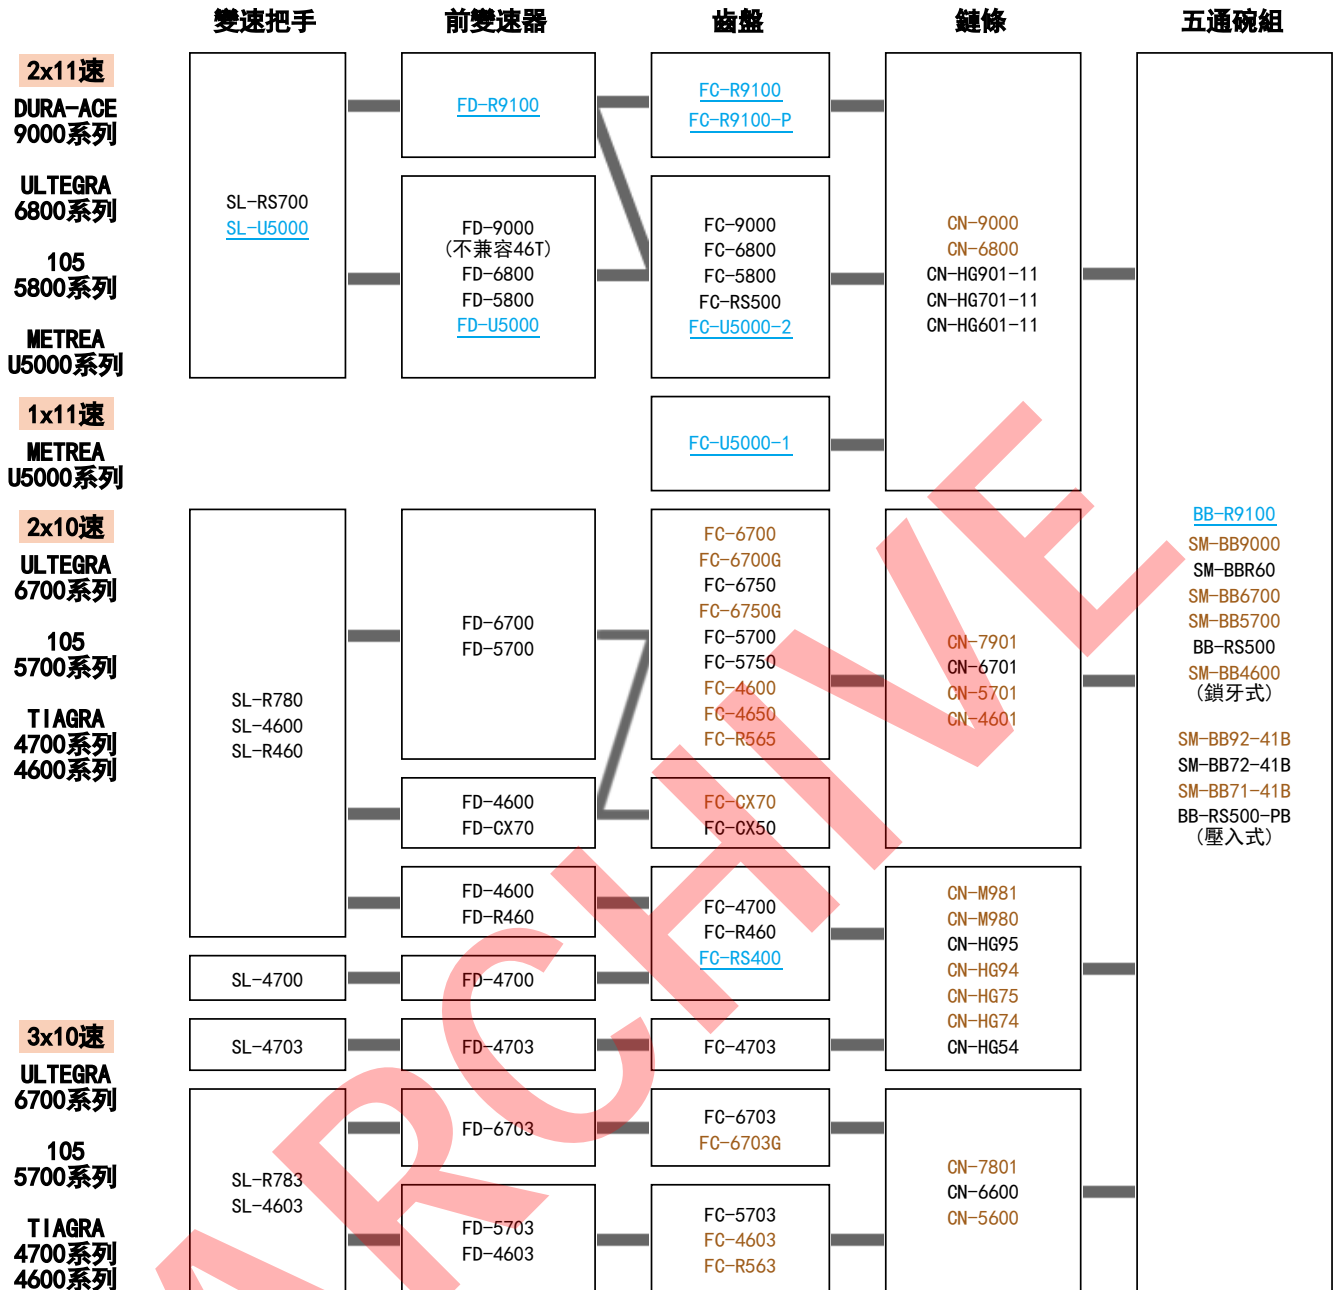 變速把手
前變速器
齒盤
鏈條
五通碗組
2x11速
DURA-ACE
9000系列
ULTEGRA
6800系列
105
5800系列
METREA
U5000系列
SL-RS700
SL-U5000
FD-R9100
FD-9000
(不兼容46T)
FD-6800
FD-5800
FD-U5000
FC-R9100
FC-R9100-P
FC-9000
FC-6800
FC-5800
FC-RS500
FC-U5000-2
CN-9000
CN-6800
CN-HG901-11
CN-HG701-11
CN-HG601-11
1x11速
METREA
U5000系列
FC-U5000-1
2x10速
ULTEGRA
6700系列
105
5700系列
TIAGRA
4700系列
4600系列
SL-R780
SL-4600
SL-R460
FD-6700
FD-5700
FD-4600
FD-CX70
FD-4600
FD-R460
FC-6700
FC-6700G
FC-6750
FC-6750G
FC-5700
FC-5750
FC-4600
FC-4650
FC-R565
FC-CX70
FC-CX50
FC-4700
FC-R460
FC-RS400
CN-7901
CN-6701
CN-5701
CN-4601
CN-M981
CN-M980
CN-HG95
CN-HG94
CN-HG75
CN-HG74
CN-HG54
BB-R9100
SM-BB9000
SM-BBR60
SM-BB6700
SM-BB5700
BB-RS500
SM-BB4600
(鎖牙式)
SM-BB92-41B
SM-BB72-41B
SM-BB71-41B
BB-RS500-PB
(壓入式)
SL-4700
FD-4700
3x10速
ULTEGRA
6700系列
105
5700系列
TIAGRA
4700系列
4600系列
SL-4703
FD-4703
FC-4703
SL-R783
SL-4603
FD-6703
FD-5703
FD-4603
FC-6703
FC-6703G
FC-5703
FC-4603
FC-R563
CN-7801
CN-6600
CN-5600
ARCHIVE